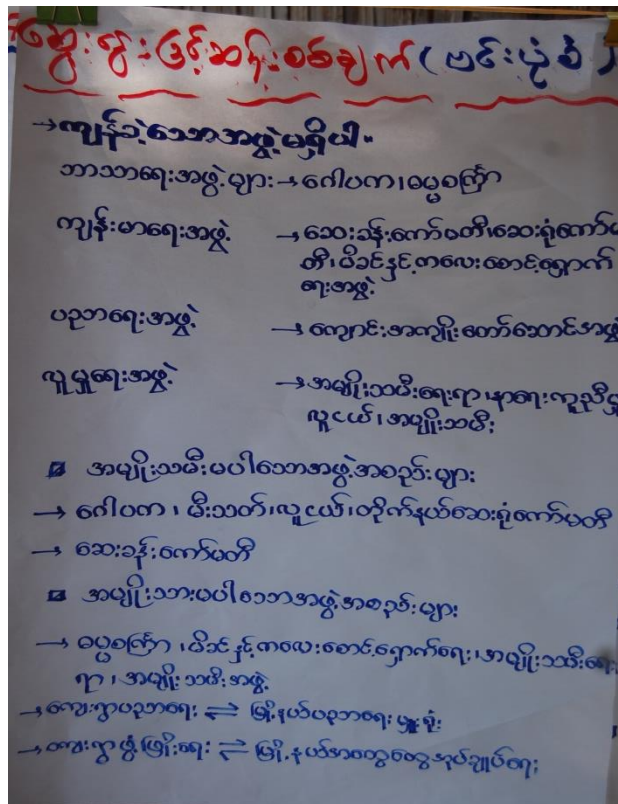 ဆွေးနွေးခြင့်ဆန်းစစ်ချက် (ဗင်းပုံစံ)
→ ကျန်ခဲ့သောအဖွဲ့မရှိပါ။
ဘာသာရေးအဖွဲ့များ → ဂေါပက၊ ဓမ္မစကြာ
ကျန်းမာရေးအဖွဲ့ → ဆေးခန်းကော်မတီ၊ ဆေးရုံကော်မ
တီ၊ မိခင်နှင့်ကလေးစောင့်ရှောက်
ရေးအဖွဲ့
ပညာရေးအဖွဲ့ → ကျောင်းအကျိုးတော်ဆောင်အဖွဲ့
လူမှုရေးအဖွဲ့ → အမျိုးသမီးရေးရာ၊ နာရေးကူညီမှု
လူငယ်၊ အမျိုးသမီး
အမျိုးသမီးမပါသောအဖွဲ့အစည်းများ
→ ဂေါပက၊ မီးသတ်၊ လူငယ်၊ တိုက်နယ်ဆေးရုံကော်မတီ
→ ဆေးခန်းကော်မတီ
အမျိုးသားမပါသောအဖွဲ့အစည်းများ
→ ဓမ္မစကြာ၊ မိခင်နှင့်ကလေးစောင့်ရှောက်ရေး၊ အမျိုးသမီးရေး
ရာ၊ အမျိုးသမီးအဖွဲ့
→ ကျေးရွာပညာရေး ⇌ မြို့နယ်ပညာရေးမှူးရုံး
→ ကျေးရွာဖွံ့ဖြိုးရေး ⇌ မြို့နယ်အထွေထွေအုပ်ချုပ်ရေး